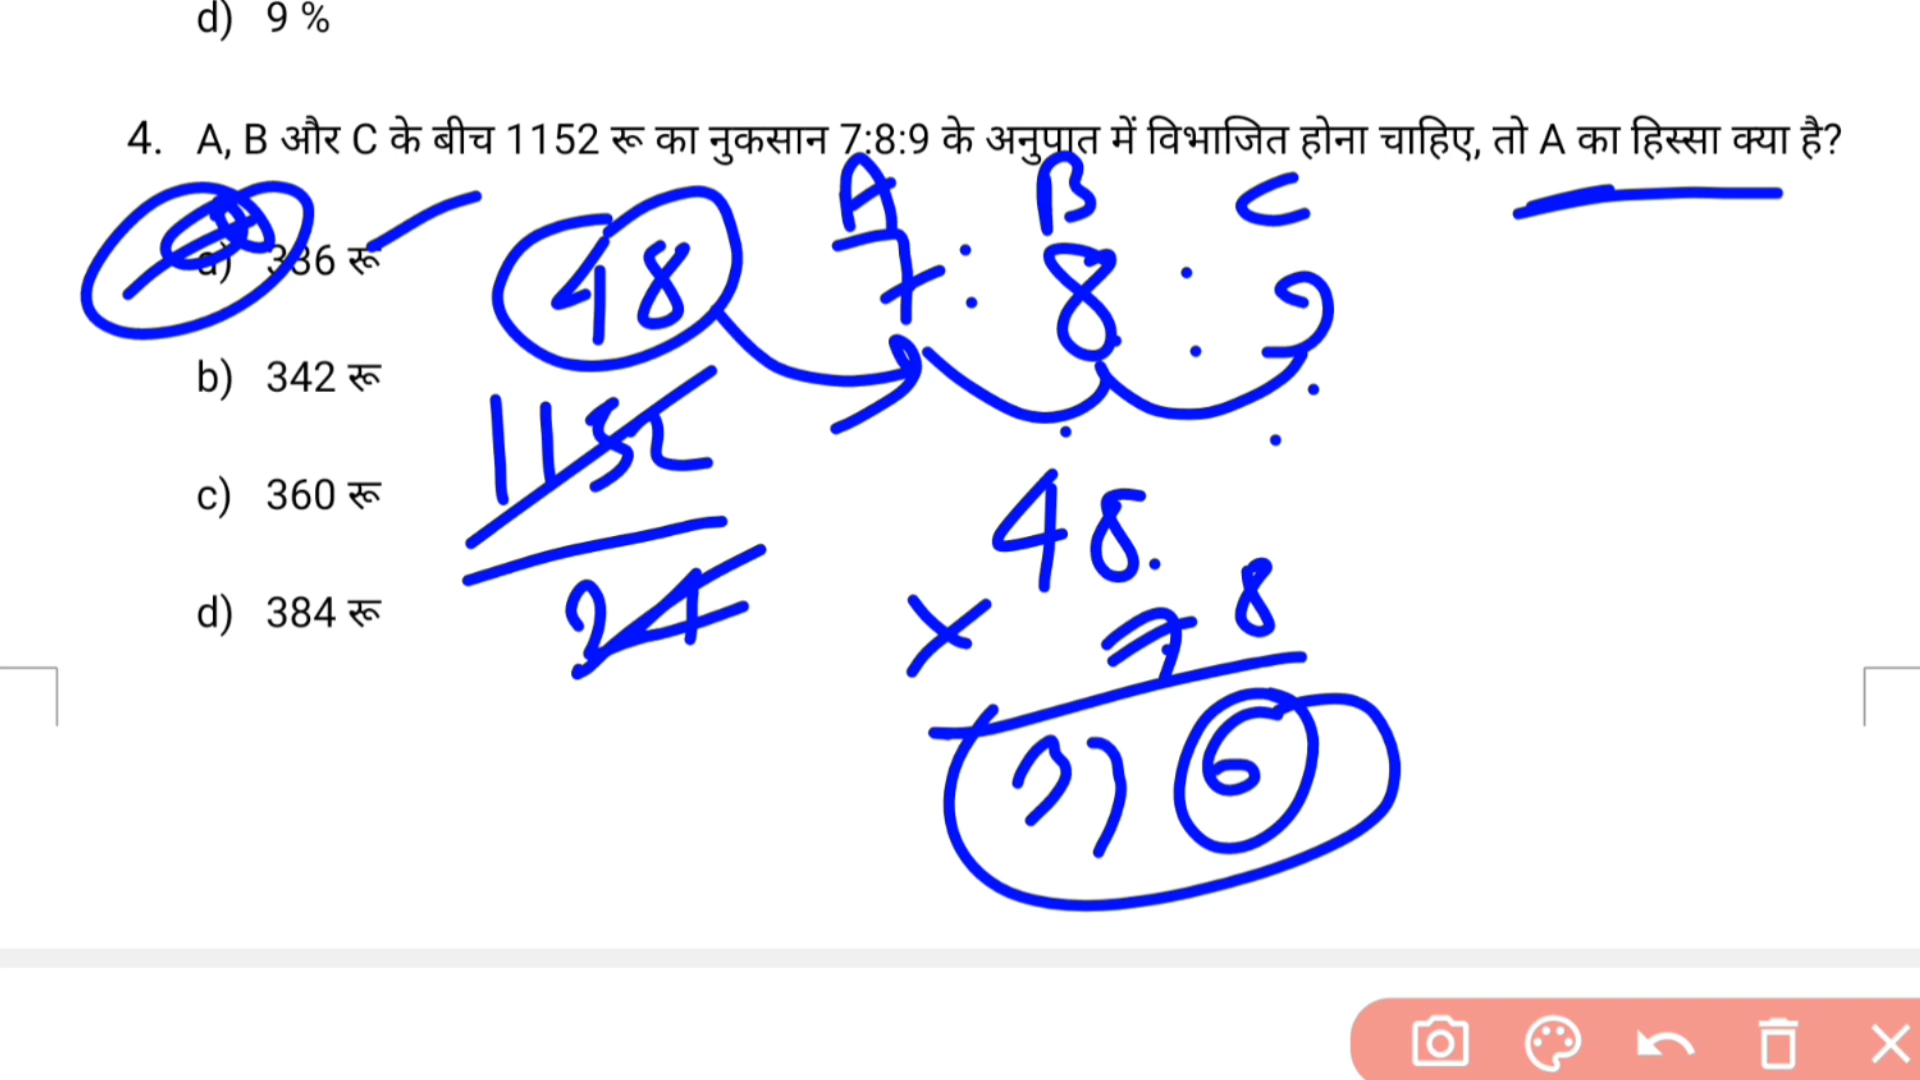 d) 9 %
4. A, B और C के बीच 1152 रू का नुकसान 7:8:9 के अनुपात में विभाजित होना चाहिए, तो A का हिस्सा क्या है?
A B C
a) 336 रू
48
7 : 8 : 9
b) 342 रू
1152
c) 360 रू
48
d) 384 रू
24
× 7 8
336